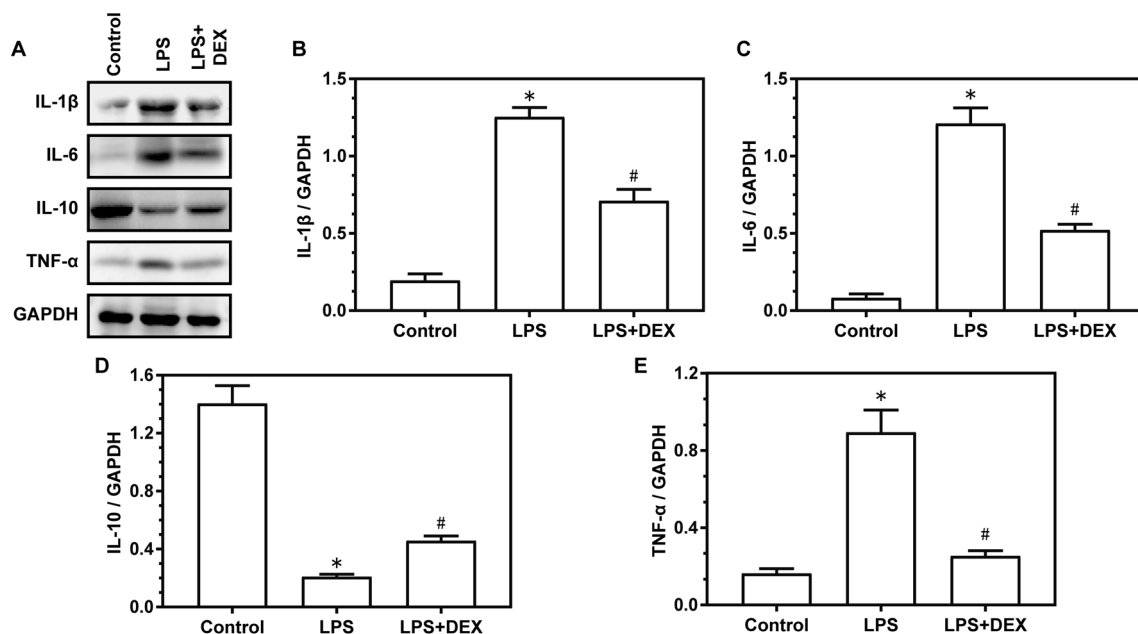 A
Control
LPS
LPS+
DEX
IL-1β
IL-6
IL-10
TNF-α
GAPDH
B
IL-1β / GAPDH
1.5
1.0
0.5
0.0
*
#
Control
LPS
LPS+DEX
C
IL-6 / GAPDH
1.5
1.0
0.5
0.0
*
#
Control
LPS
LPS+DEX
D
IL-10 / GAPDH
1.6
1.2
0.8
0.4
0.0
*
#
Control
LPS
LPS+DEX
E
TNF-α / GAPDH
1.2
0.8
0.4
0.0
*
#
Control
LPS
LPS+DEX